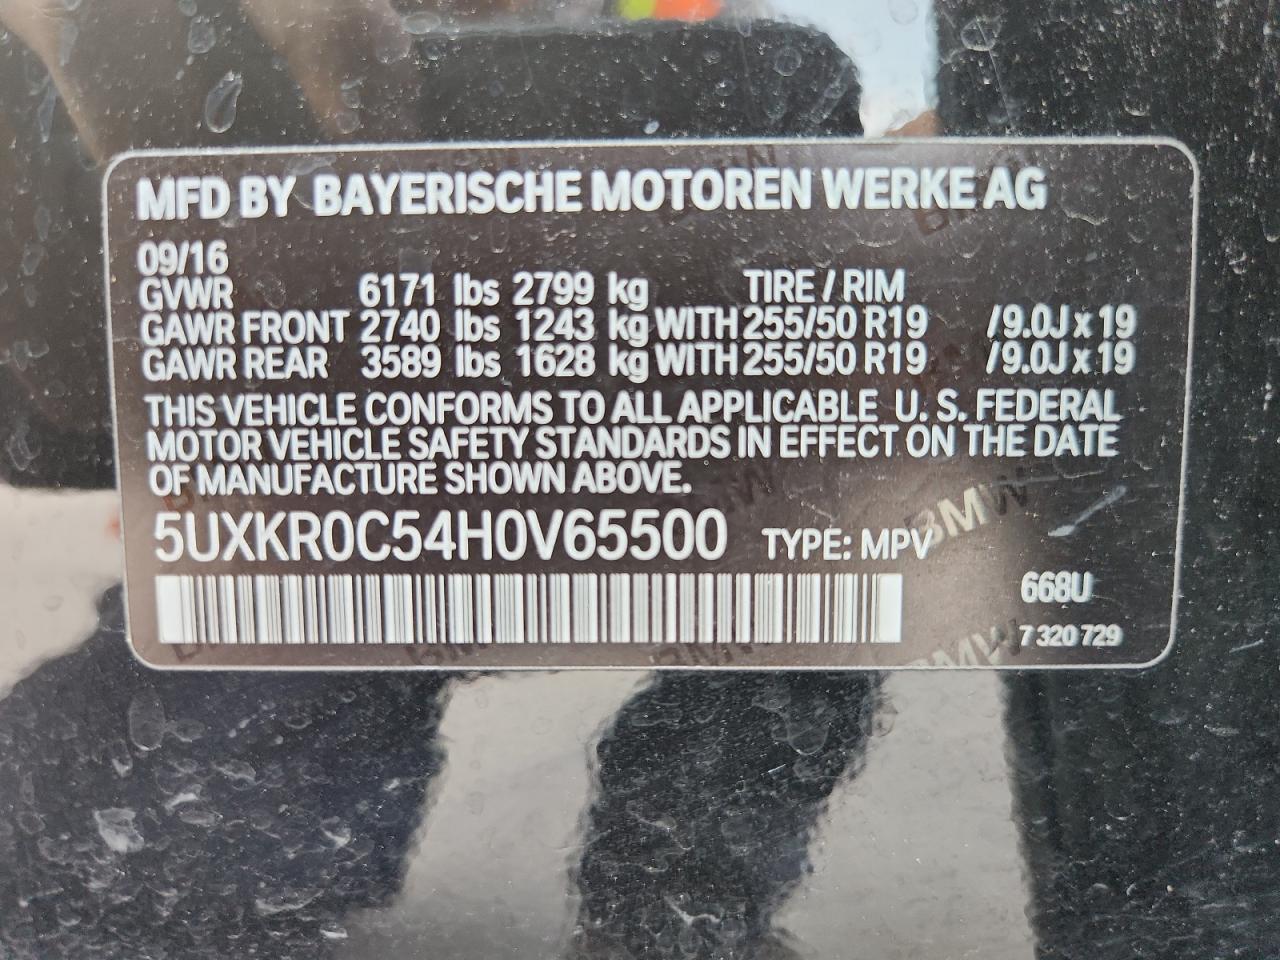 MFD BY BAYERISCHE MOTOREN WERKE AG
09/16
GVWR 6171 lbs 2799 kg TIRE / RIM
GAWR FRONT 2740 lbs 1243 kg WITH 255/50 R19 /9.0J x 19
GAWR REAR 3589 lbs 1628 kg WITH 255/50 R19 /9.0J x 19
THIS VEHICLE CONFORMS TO ALL APPLICABLE U. S. FEDERAL
MOTOR VEHICLE SAFETY STANDARDS IN EFFECT ON THE DATE
OF MANUFACTURE SHOWN ABOVE.
5UXKR0C54H0V65500 TYPE: MPV
BMW
668U
7 320 729
BMW